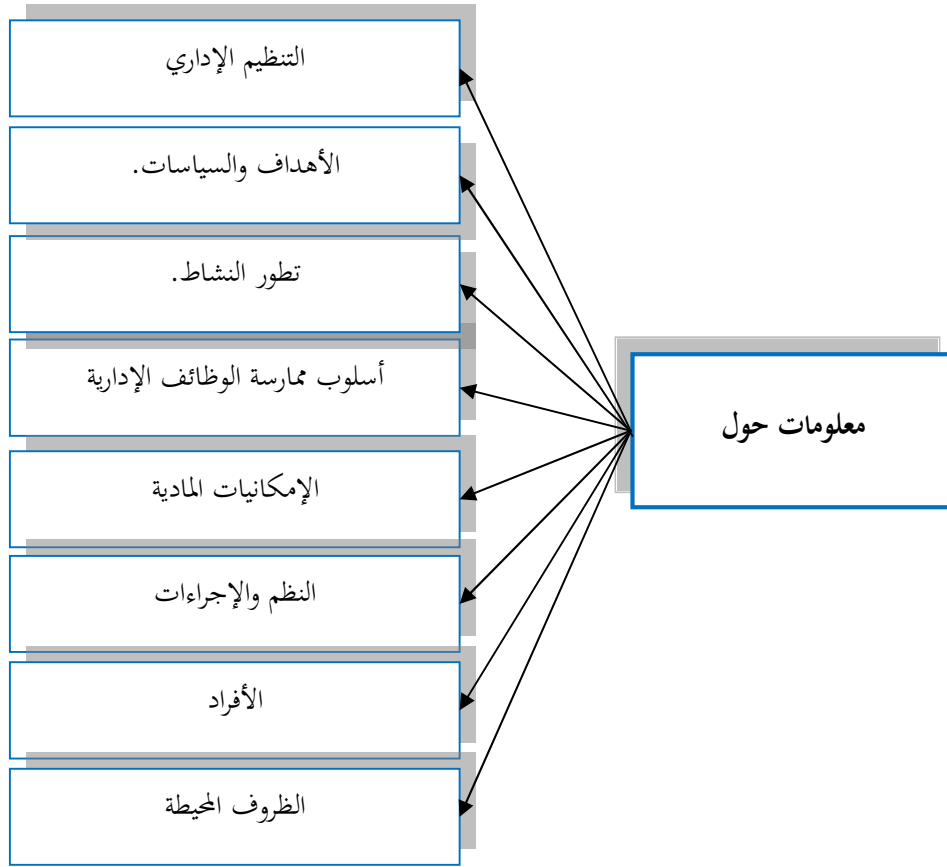 معلومات حول
التنظيم الإداري
الأهداف والسياسات.
تطور النشاط.
أسلوب ممارسة الوظائف الإدارية
الإمكانيات المادية
النظم والإجراءات
الأفراد
الظروف المحيطة